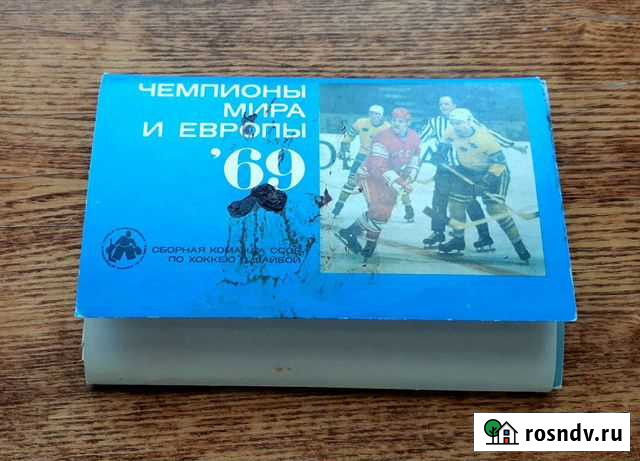 ЧЕМПИОНЫ
МИРА
И ЕВРОПЫ
'69
СБОРНАЯ КОМАНДА СССР
ПО ХОККЕЮ С ШАЙБОЙ
rosndv.ru